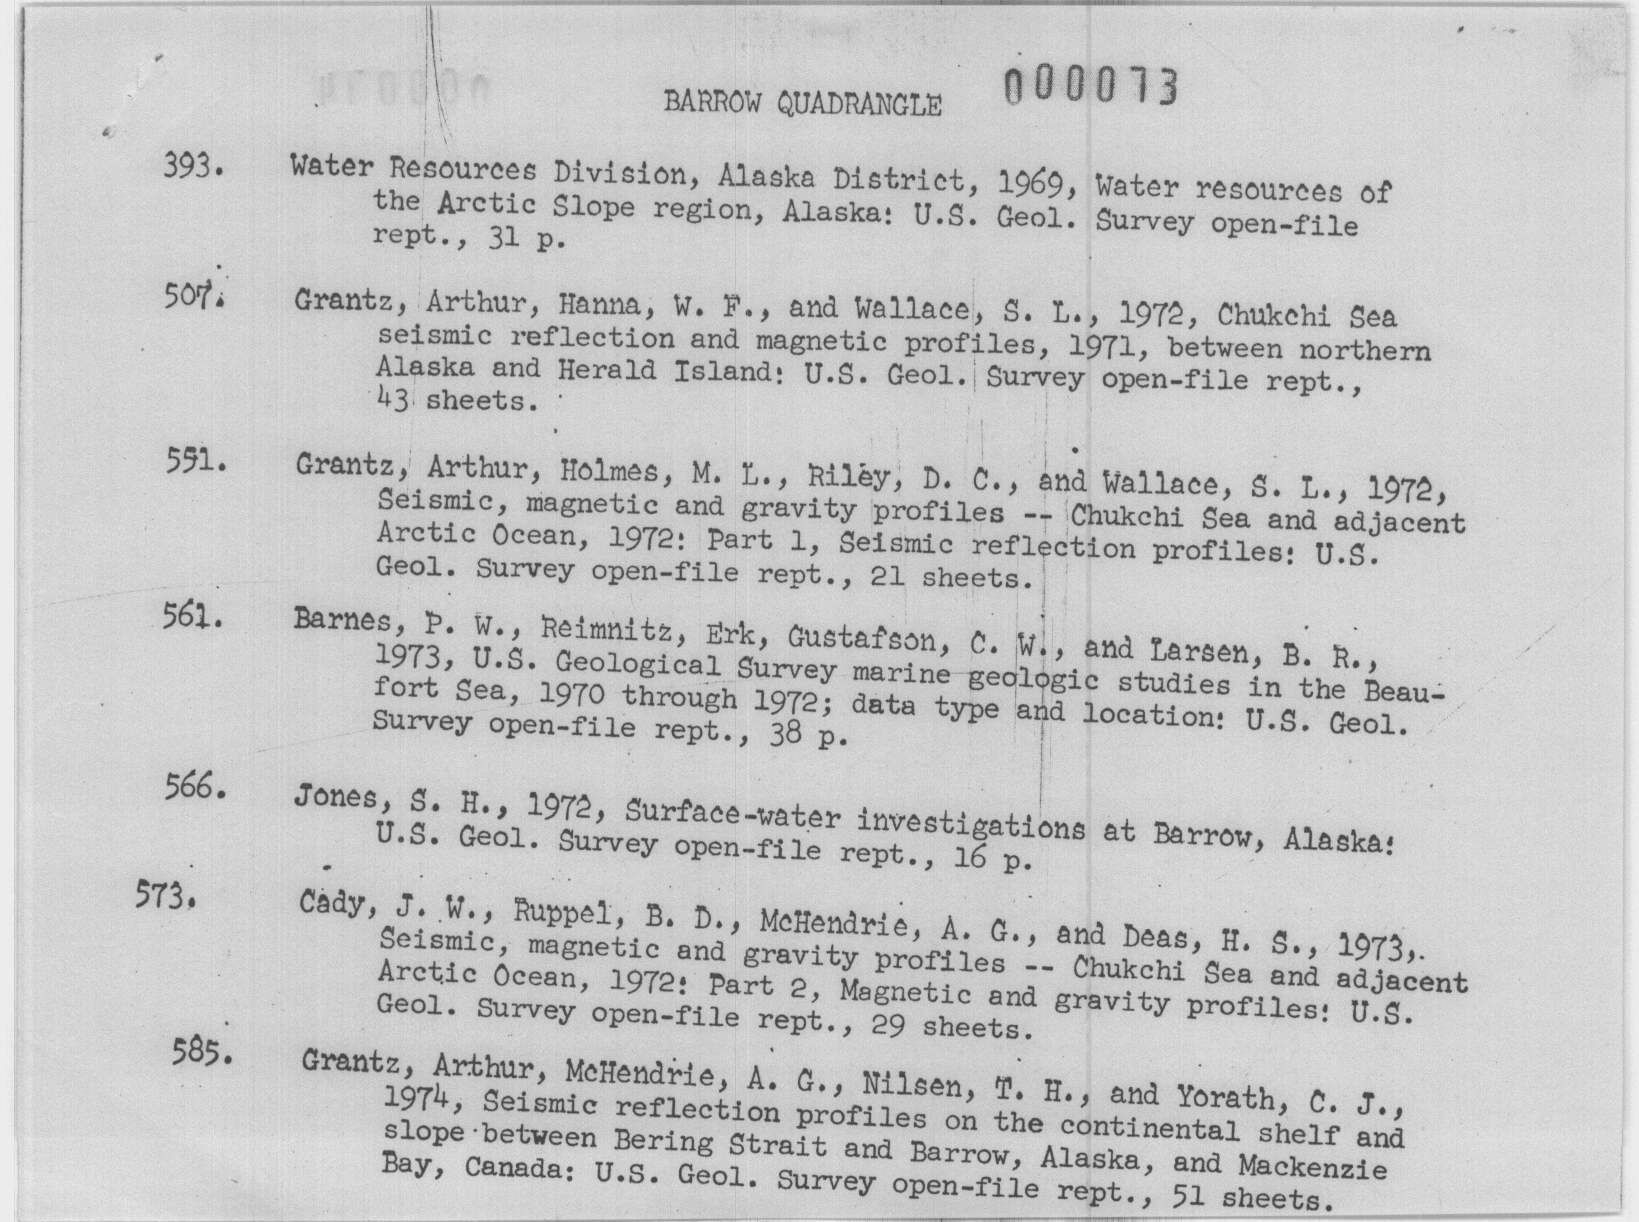 BARROW QUADRANGLE 000073
393. Water Resources Division, Alaska District, 1969, Water resources of
the Arctic Slope region, Alaska: U.S. Geol. Survey open-file
rept., 31 p.
507. Grantz, Arthur, Hanna, W. F., and Wallace, S. L., 1972, Chukchi Sea
seismic reflection and magnetic profiles, 1971, between northern
Alaska and Herald Island: U.S. Geol. Survey open-file rept.,
43 sheets.
551. Grantz, Arthur, Holmes, M. L., Riley, D. C., and Wallace, S. L., 1972,
Seismic, magnetic and gravity profiles -- Chukchi Sea and adjacent
Arctic Ocean, 1972: Part 1, Seismic reflection profiles: U.S.
Geol. Survey open-file rept., 21 sheets.
561. Barnes, P. W., Reimnitz, Erk, Gustafson, C. W., and Larsen, B. R.,
1973, U.S. Geological Survey marine geologic studies in the Beau-
fort Sea, 1970 through 1972; data type and location: U.S. Geol.
Survey open-file rept., 38 p.
566. Jones, S. H., 1972, Surface-water investigations at Barrow, Alaska:
U.S. Geol. Survey open-file rept., 16 p.
573. Cady, J. W., Ruppel, B. D., McHendrie, A. G., and Deas, H. S., 1973,
Seismic, magnetic and gravity profiles -- Chukchi Sea and adjacent
Arctic Ocean, 1972: Part 2, Magnetic and gravity profiles: U.S.
Geol. Survey open-file rept., 29 sheets.
585. Grantz, Arthur, McHendrie, A. G., Nilsen, T. H., and Yorath, C. J.,
1974, Seismic reflection profiles on the continental shelf and
slope between Bering Strait and Barrow, Alaska, and Mackenzie
Bay, Canada: U.S. Geol. Survey open-file rept., 51 sheets.